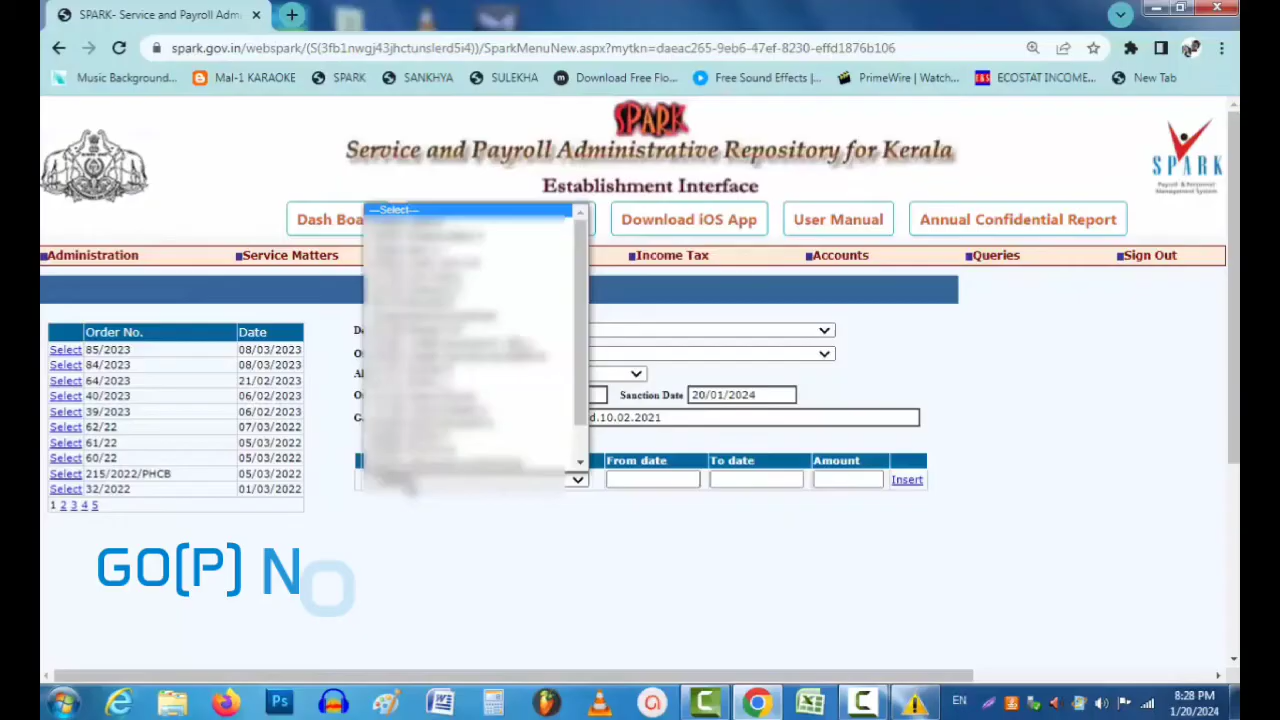 SPARK- Service and Payroll Adm
spark.gov.in/webspark/(S(3fb1nwgj43jhctunslerd5i4))/SparkMenuNew.aspx?mytkn=daeac265-9eb6-47ef-8230-effd1876b106
Music Background... Mal-1 KARAOKE SPARK SANKHYA SULEKHA Download Free Flo... Free Sound Effects |... PrimeWire | Watch... ECOSTAT INCOME... New Tab
SPARK
Service and Payroll Administrative Repository for Kerala
SPARK
Payroll & Personnel
Management System
Establishment Interface
Dash Boa Download iOS App User Manual Annual Confidential Report
---Select---
Administration Service Matters Income Tax Accounts Queries Sign Out
Order No. Date
Select 85/2023 08/03/2023
Select 84/2023 08/03/2023
Select 64/2023 21/02/2023
Select 40/2023 06/02/2023
Select 39/2023 06/02/2023
Select 62/22 07/03/2022
Select 61/22 05/03/2022
Select 60/22 05/03/2022
Select 215/2022/PHCB 05/03/2022
Select 32/2022 01/03/2022
1 2 3 4 5
Sanction Date 20/01/2024
d.10.02.2021
From date To date Amount
Insert
GO(P) NO
EN 8:28 PM
1/20/2024